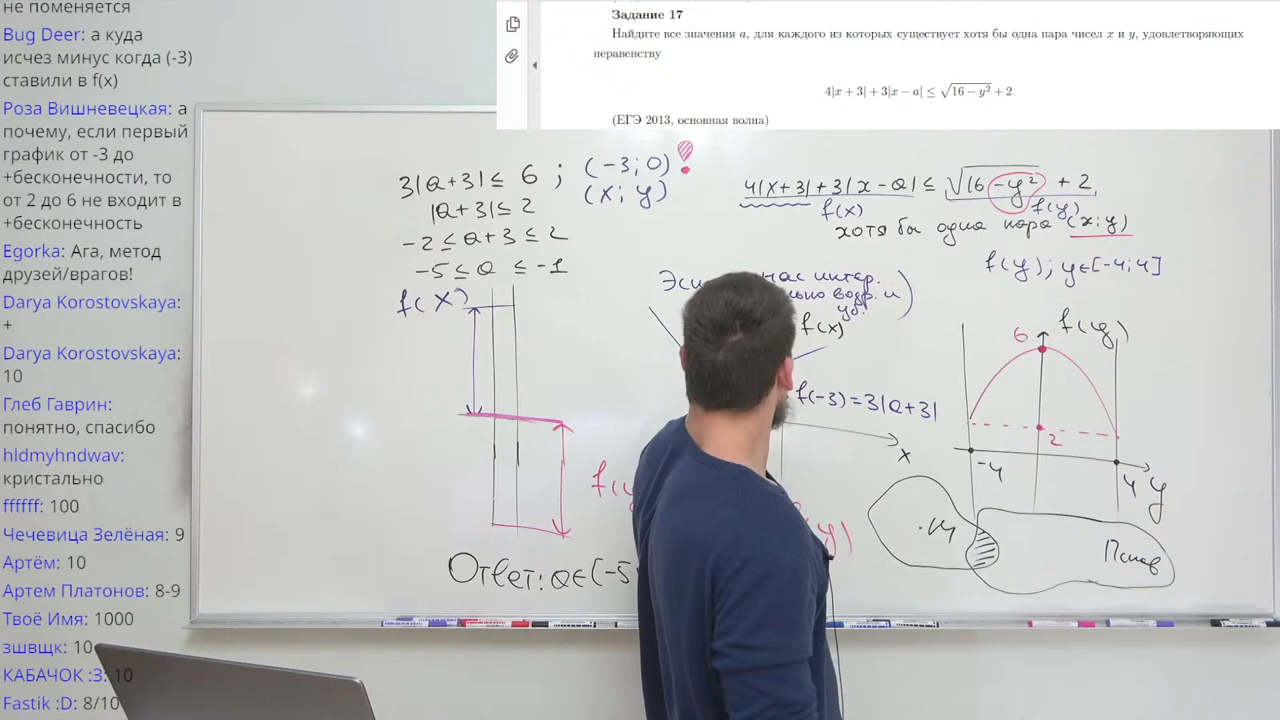 не поменяется
Bug Deer: а куда
исчез минус когда (-3)
ставили в f(x)
Роза Вишневецкая: а
почему, если первый
график от -3 до
+бесконечности, то
от 2 до 6 не входит в
+бесконечность
Egorka: Ага, метод
друзей/врагов!
Darya Korostovskaya:
+
Darya Korostovskaya:
10
Глеб Гаврин:
понятно, спасибо
hldmyhndwav:
кристально
ffffff: 100
Чечевица Зелёная: 9
Артём: 10
Артем Платонов: 8-9
Твоё Имя: 1000
зшвщк: 10
КАБАЧОК :3: 10
Fastik :D: 8/10
Задание 17
Найдите все значения a, для каждого из которых существует хотя бы одна пара чисел x и y, удовлетворяющих
неравенству
4|x + 3| + 3|x − a| ≤ √(16 − y²) + 2
(ЕГЭ 2013, основная волна)
3|a+3| ≤ 6 ; (-3; 0)!
(x; y)
|a+3| ≤ 2
-2 ≤ a+3 ≤ 2
-5 ≤ a ≤ -1
f(x)
Ответ: a∈[-5
f(x)
f(-3) = 3|a+3|
x
4|x+3| + 3|x-a| ≤ √(16-y²) + 2
f(x) f(y)
хотя бы одна пара (x; y)
f(y); y∈[-4; 4]
6 f(y)
2
-4
4 y